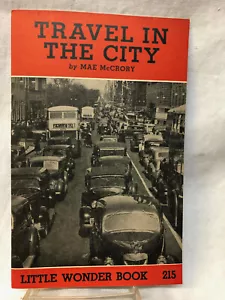 TRAVEL IN
THE CITY
by MAE McCRORY
LITTLE WONDER BOOK 215